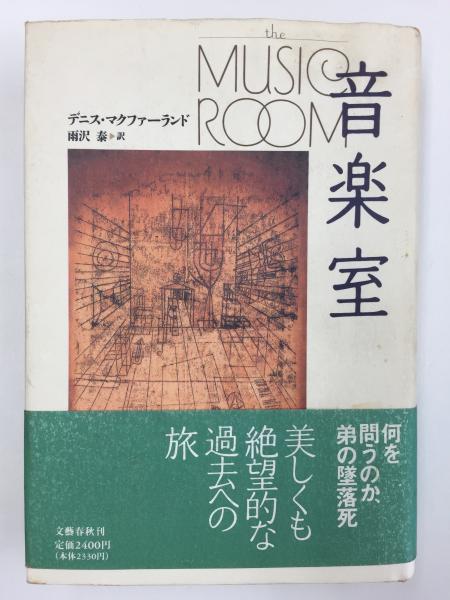 the
MUSIC
ROOM
音楽室
デニス・マクファーランド
雨沢 泰▶訳
何を
問うのか、
弟の墜落死
美しくも
絶望的な
過去への
旅
文藝春秋刊
定価2400円
(本体2330円)